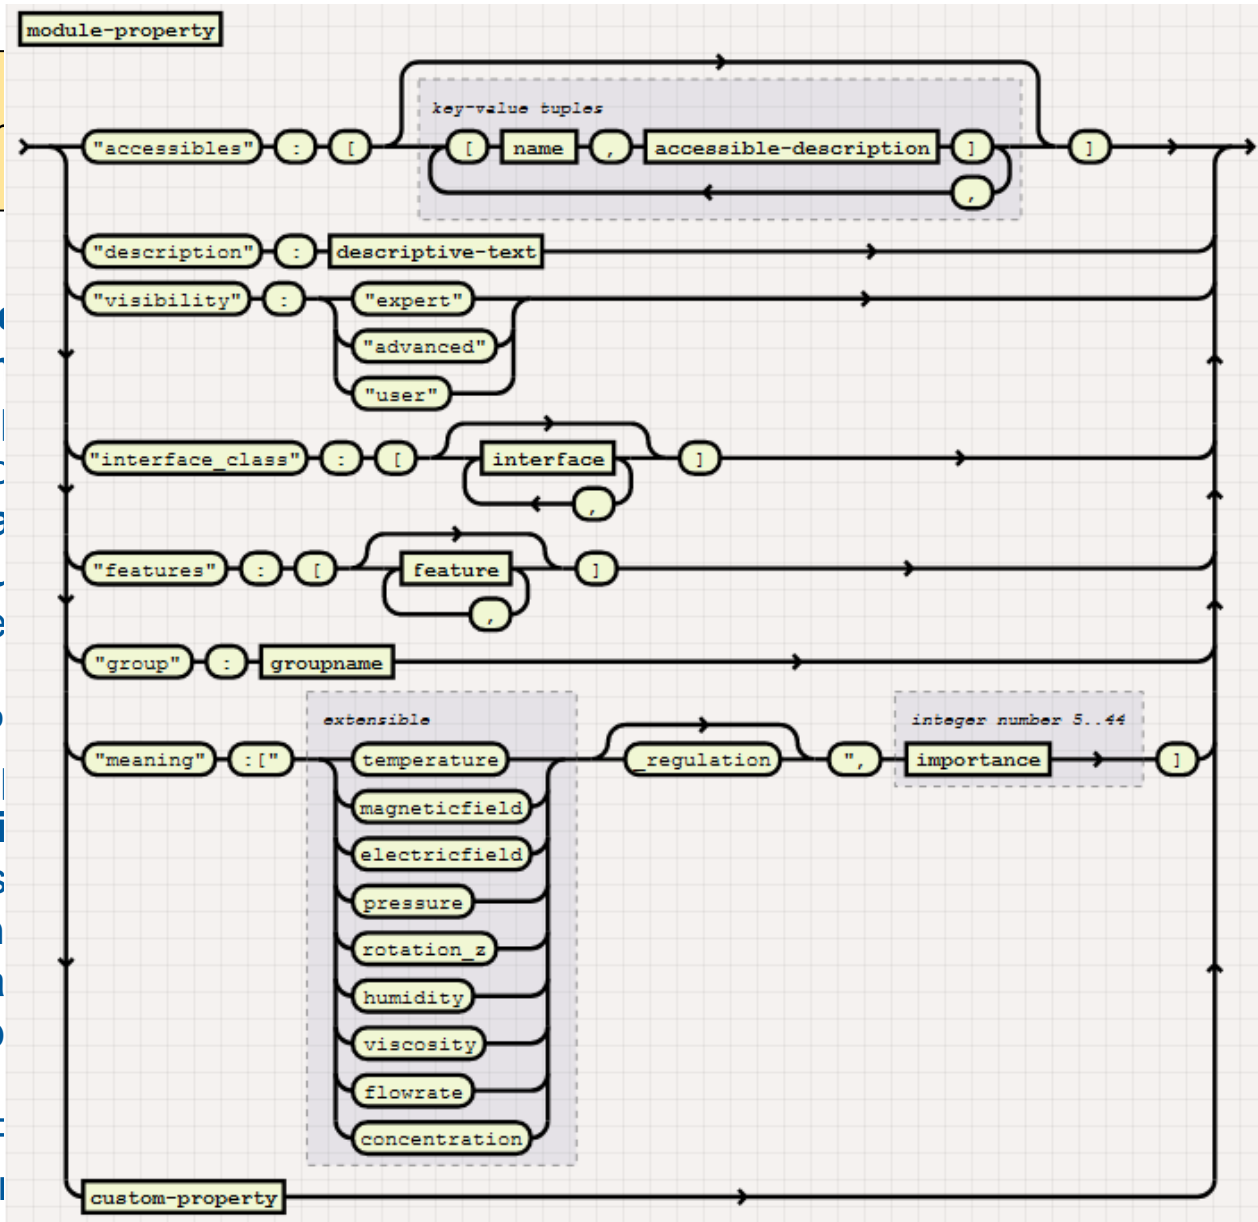 module-property
key-value tuples
"accessibles" : [ [ name , accessible-description ] ]
,
"description" : descriptive-text
"visibility" : "expert"
"advanced"
"user"
"interface_class" : [ interface ]
,
"features" : [ feature ]
,
"group" : groupname
extensible
integer number 5..44
"meaning" :[" temperature _regulation ", importance ]
magneticfield
electricfield
pressure
rotation_z
humidity
viscosity
flowrate
concentration
custom-property